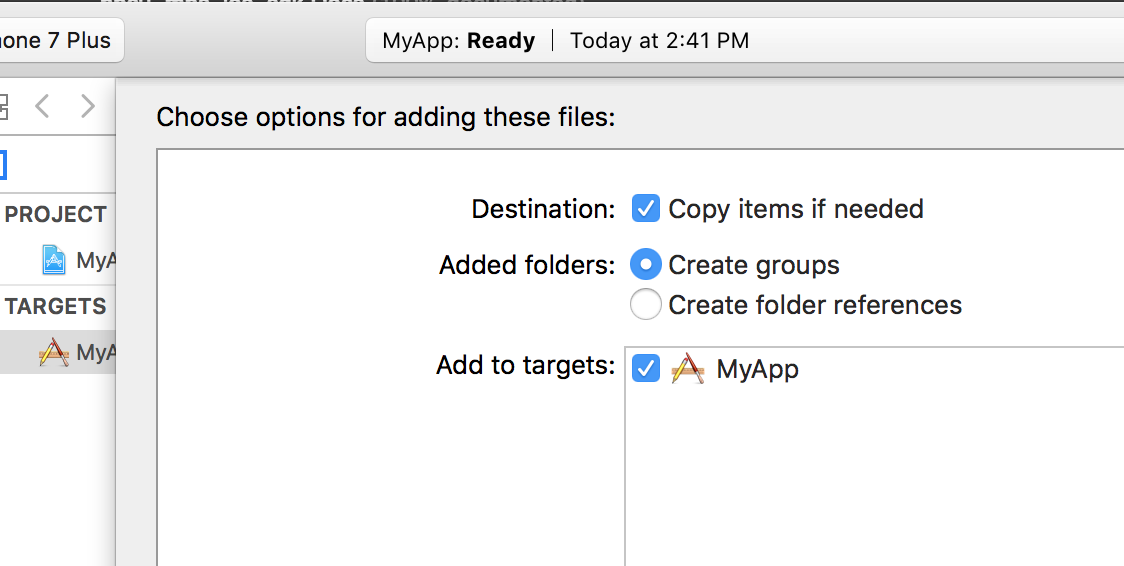 one 7 Plus
MyApp: Ready | Today at 2:41 PM
Choose options for adding these files:
Destination: Copy items if needed
Added folders: Create groups
Create folder references
Add to targets: MyApp
PROJECT
MyA
TARGETS
MyA